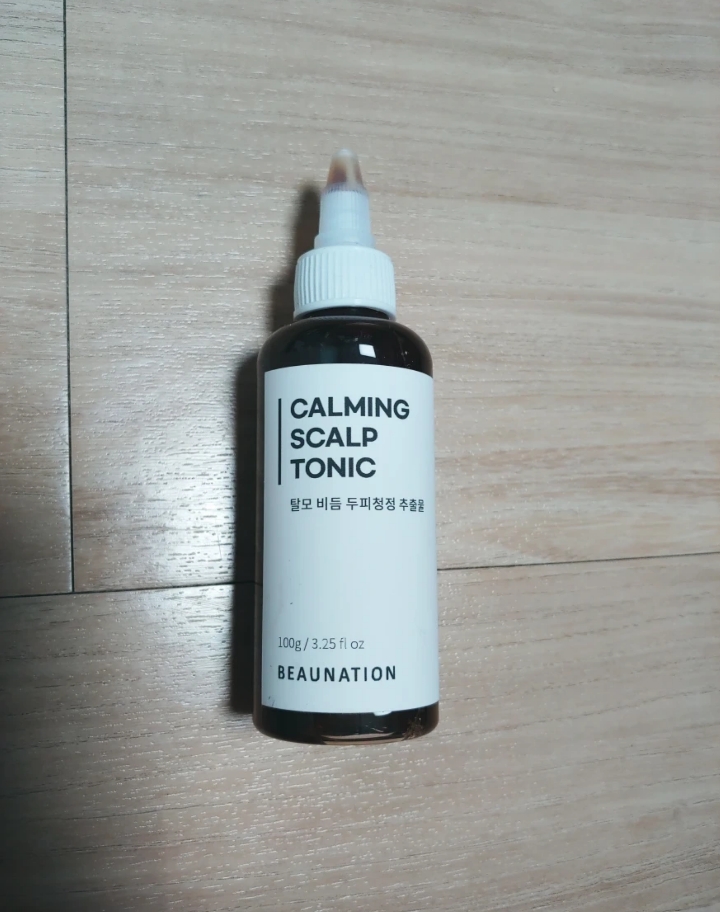 CALMING
SCALP
TONIC
탈모 비듬 두피청정 추출물
100g / 3.25 fl oz
BEAUNATION